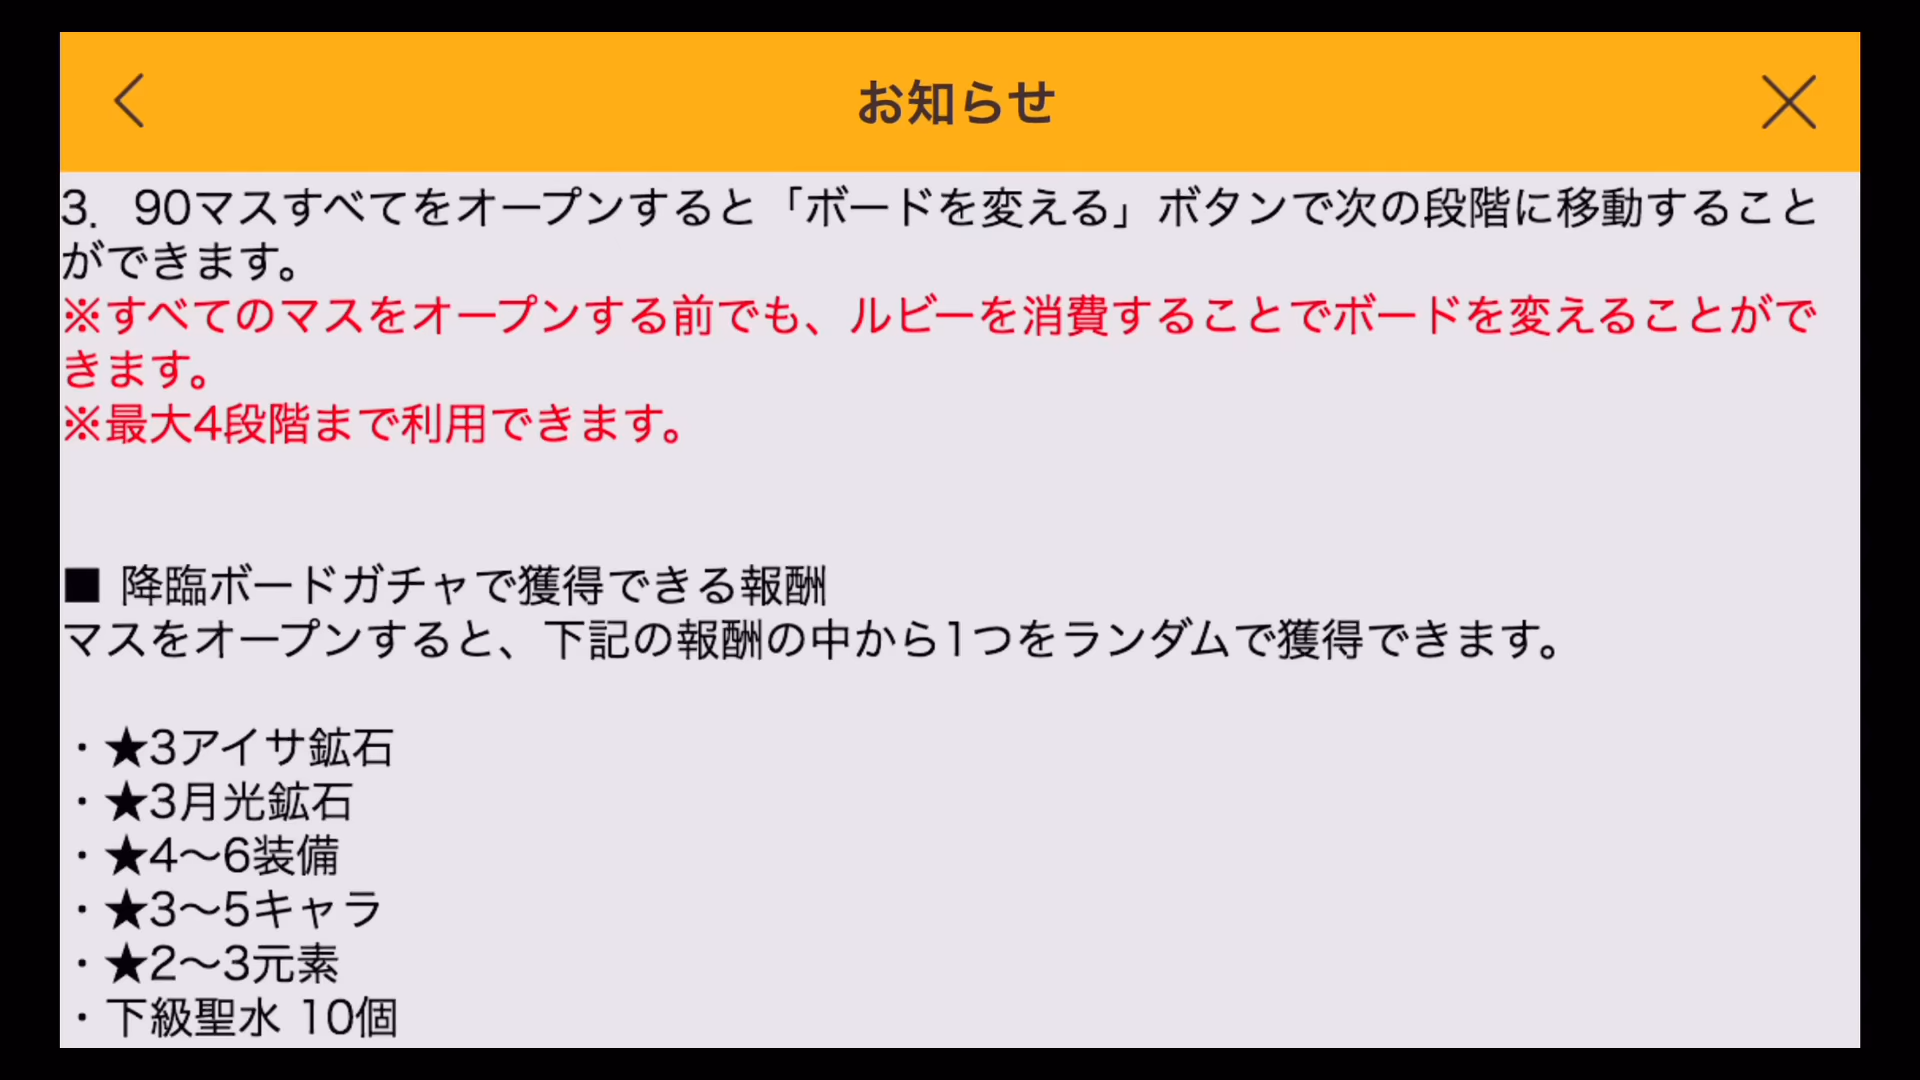 お知らせ
3．90マスすべてをオープンすると「ボードを変える」ボタンで次の段階に移動すること
ができます。
※すべてのマスをオープンする前でも、ルビーを消費することでボードを変えることがで
きます。
※最大4段階まで利用できます。
■ 降臨ボードガチャで獲得できる報酬
マスをオープンすると、下記の報酬の中から1つをランダムで獲得できます。
・★3アイサ鉱石
・★3月光鉱石
・★4～6装備
・★3～5キャラ
・★2～3元素
・下級聖水 10個